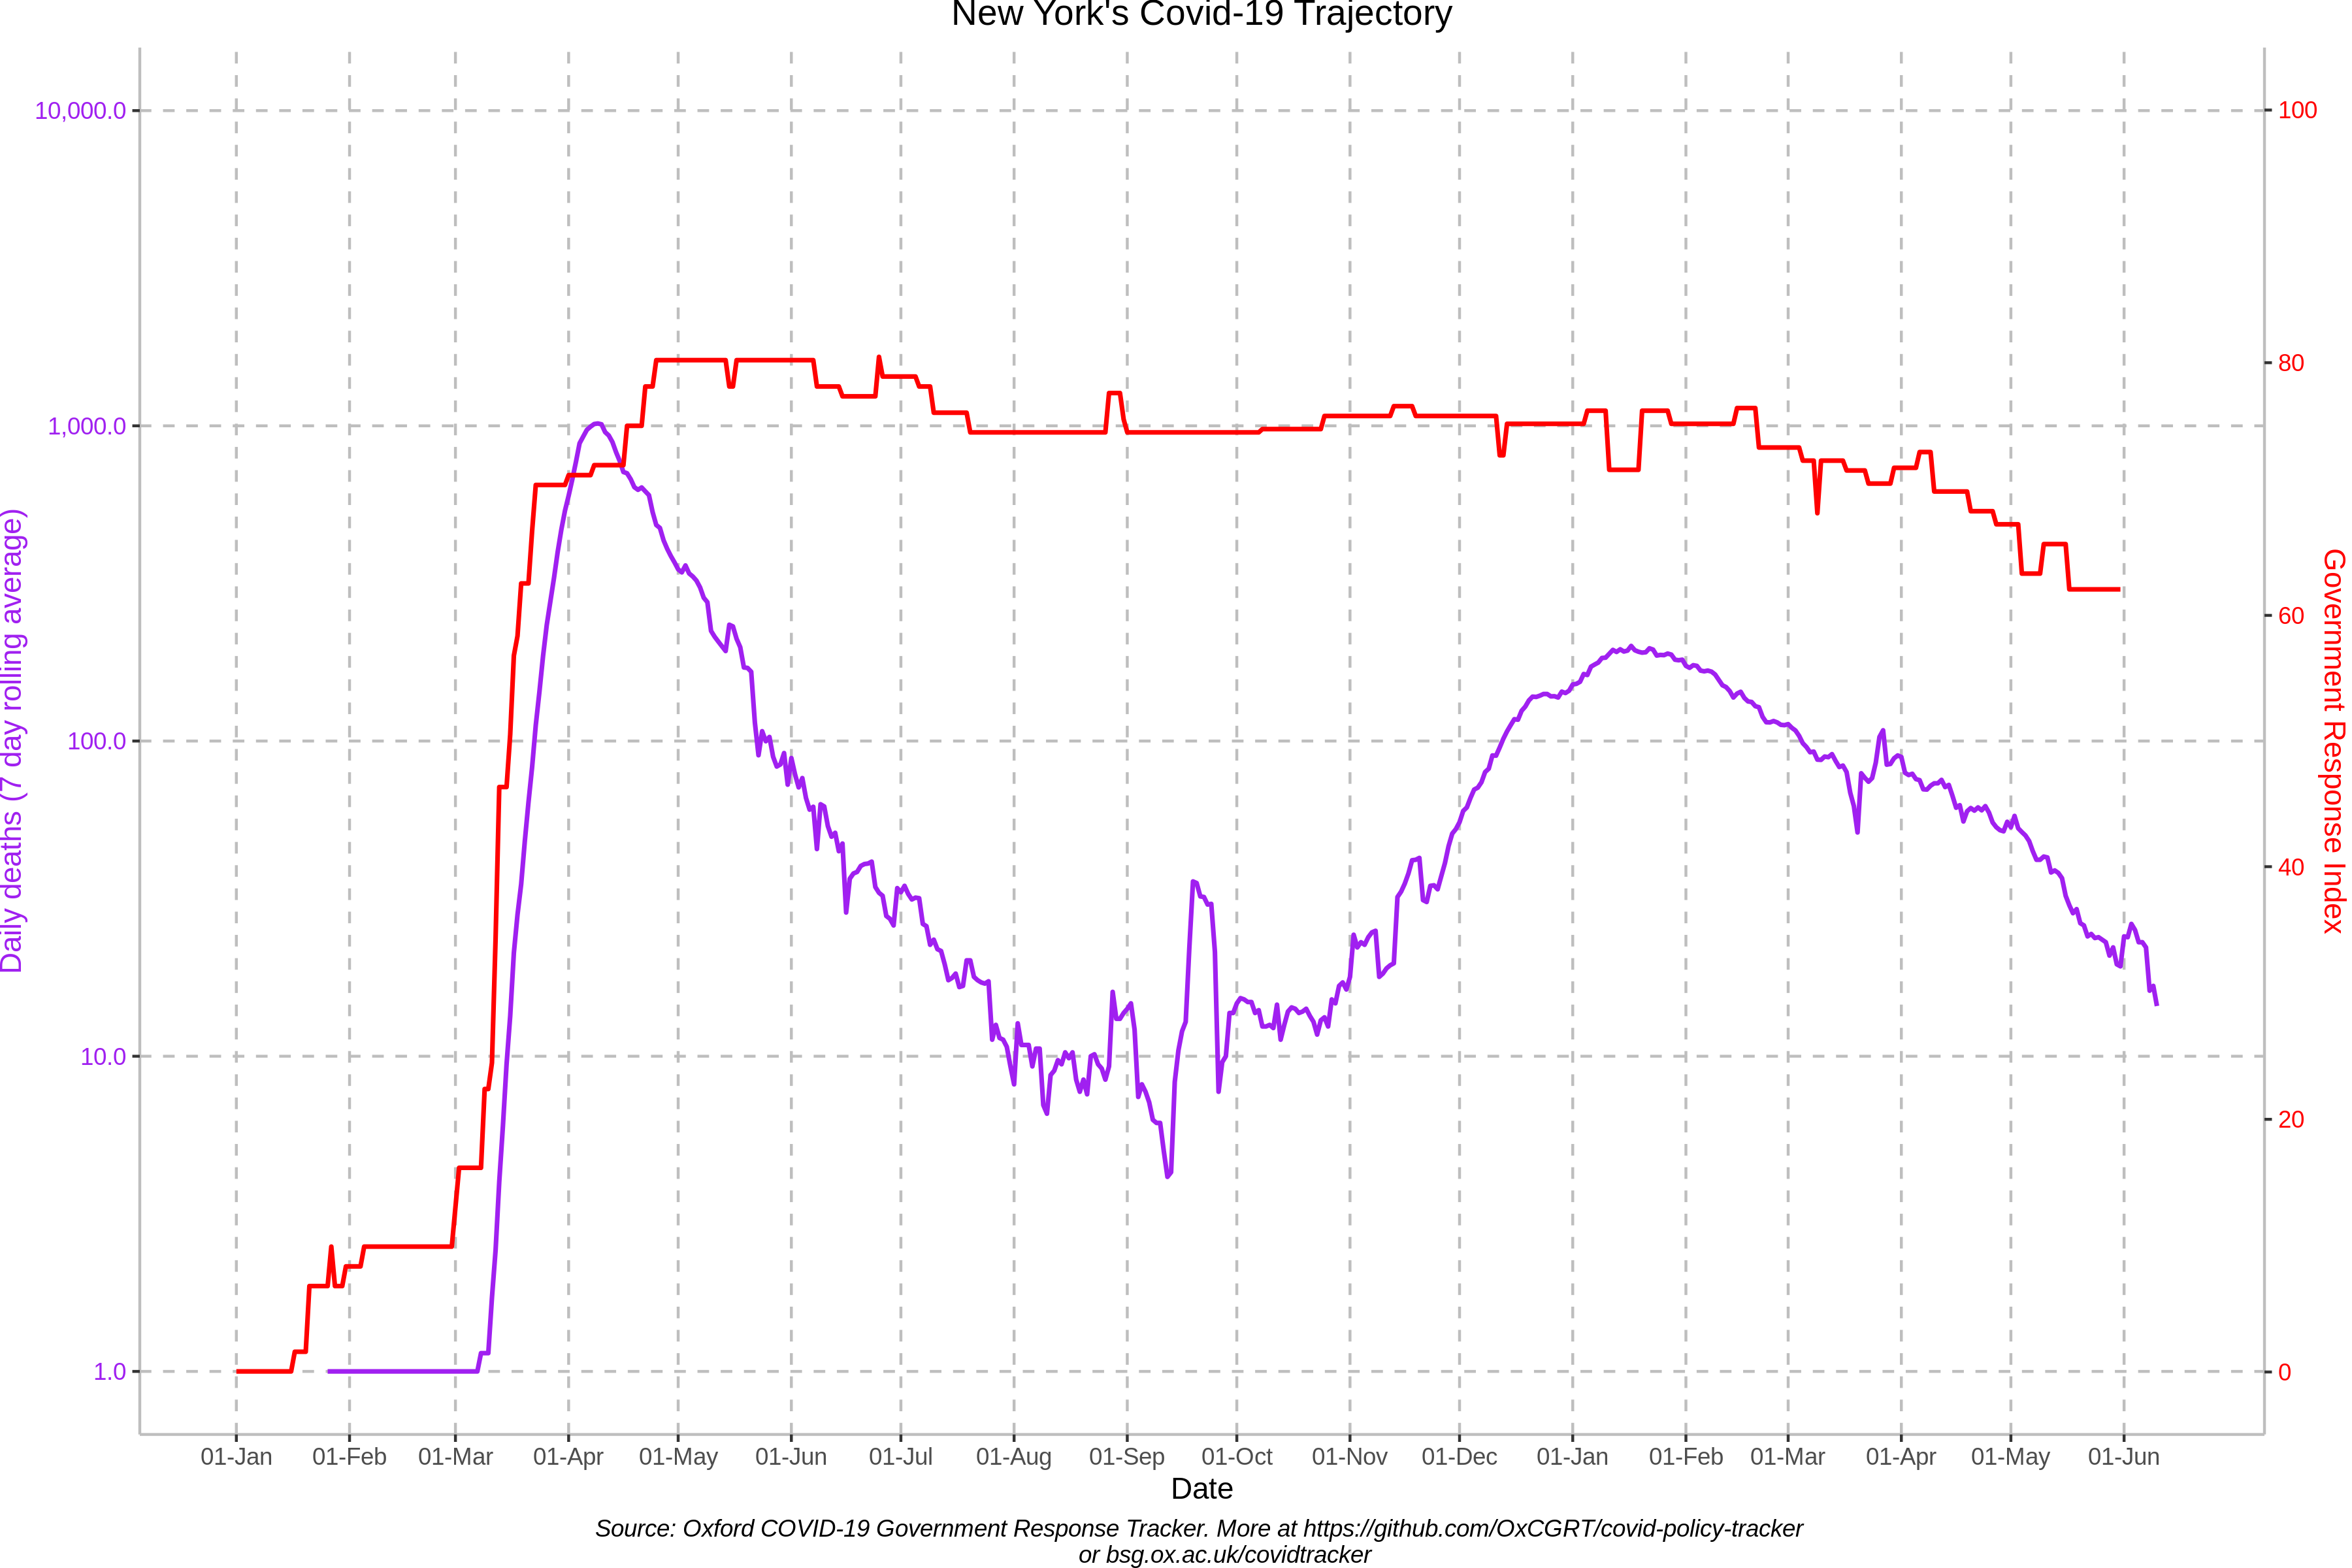 New York's Covid-19 Trajectory
10,000.0
1,000.0
100.0
10.0
1.0
Daily deaths (7 day rolling average)
100
80
60
40
20
0
Government Response Index
01-Jan 01-Feb 01-Mar 01-Apr 01-May 01-Jun 01-Jul 01-Aug 01-Sep 01-Oct 01-Nov 01-Dec 01-Jan 01-Feb 01-Mar 01-Apr 01-May 01-Jun
Date
Source: Oxford COVID-19 Government Response Tracker. More at https://github.com/OxCGRT/covid-policy-tracker
or bsg.ox.ac.uk/covidtracker